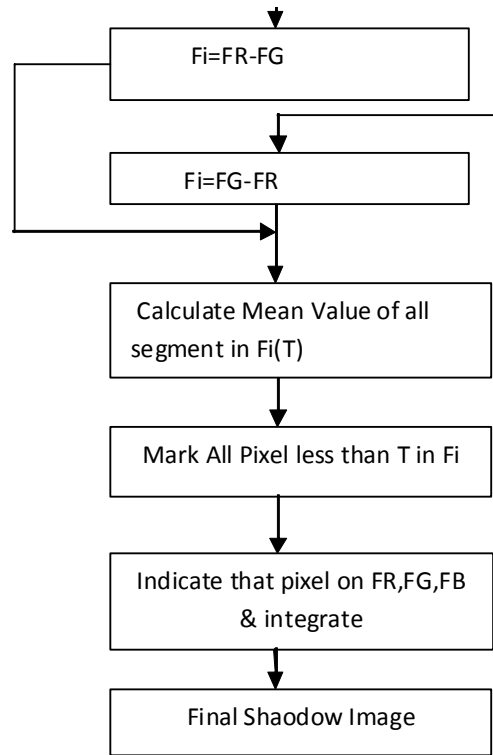 Fi=FR-FG
Fi=FG-FR
Calculate Mean Value of all
segment in Fi(T)
Mark All Pixel less than T in Fi
Indicate that pixel on FR,FG,FB
& integrate
Final Shaodow Image